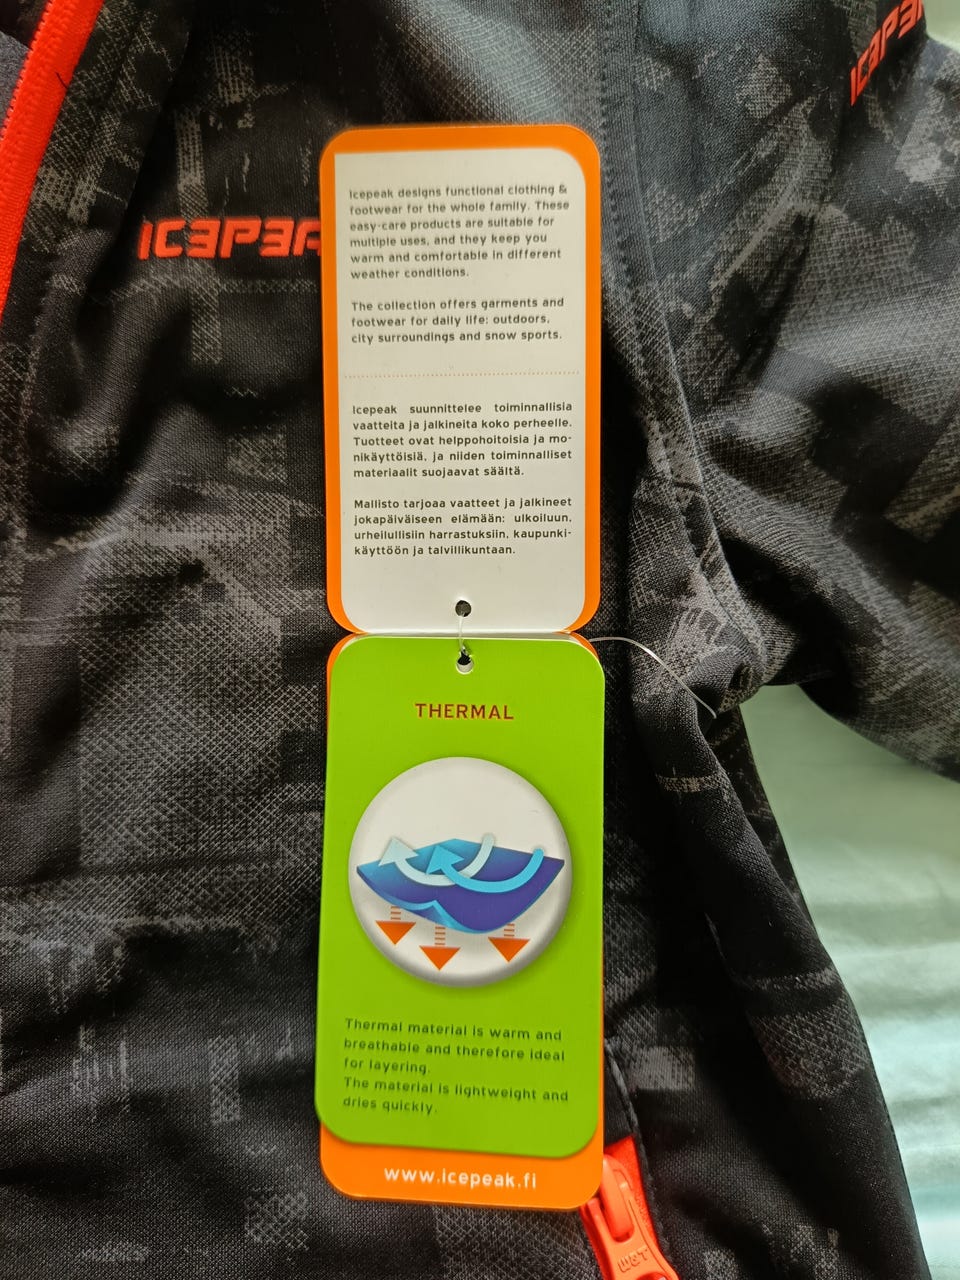 ICEPEA
ICEPE
Icepeak designs functional clothing &
footwear for the whole family. These
easy-care products are suitable for
multiple uses, and they keep you
warm and comfortable in different
weather conditions.
The collection offers garments and
footwear for daily life: outdoors,
city surroundings and snow sports.
Icepeak suunnittelee toiminnallisia
vaatteita ja jalkineita koko perheelle.
Tuotteet ovat helppohoitoisia ja mo-
nikäyttöisiä, ja niiden toiminnalliset
materiaalit suojaavat säältä.
Mallisto tarjoaa vaatteet ja jalkineet
jokapäiväiseen elämään: ulkoiluun,
urheilullisiin harrastuksiin, kaupunki-
käyttöön ja talvillikuntaan.
THERMAL
Thermal material is warm and
breathable and therefore ideal
for layering.
The material is lightweight and
dries quickly.
www.icepeak.fi